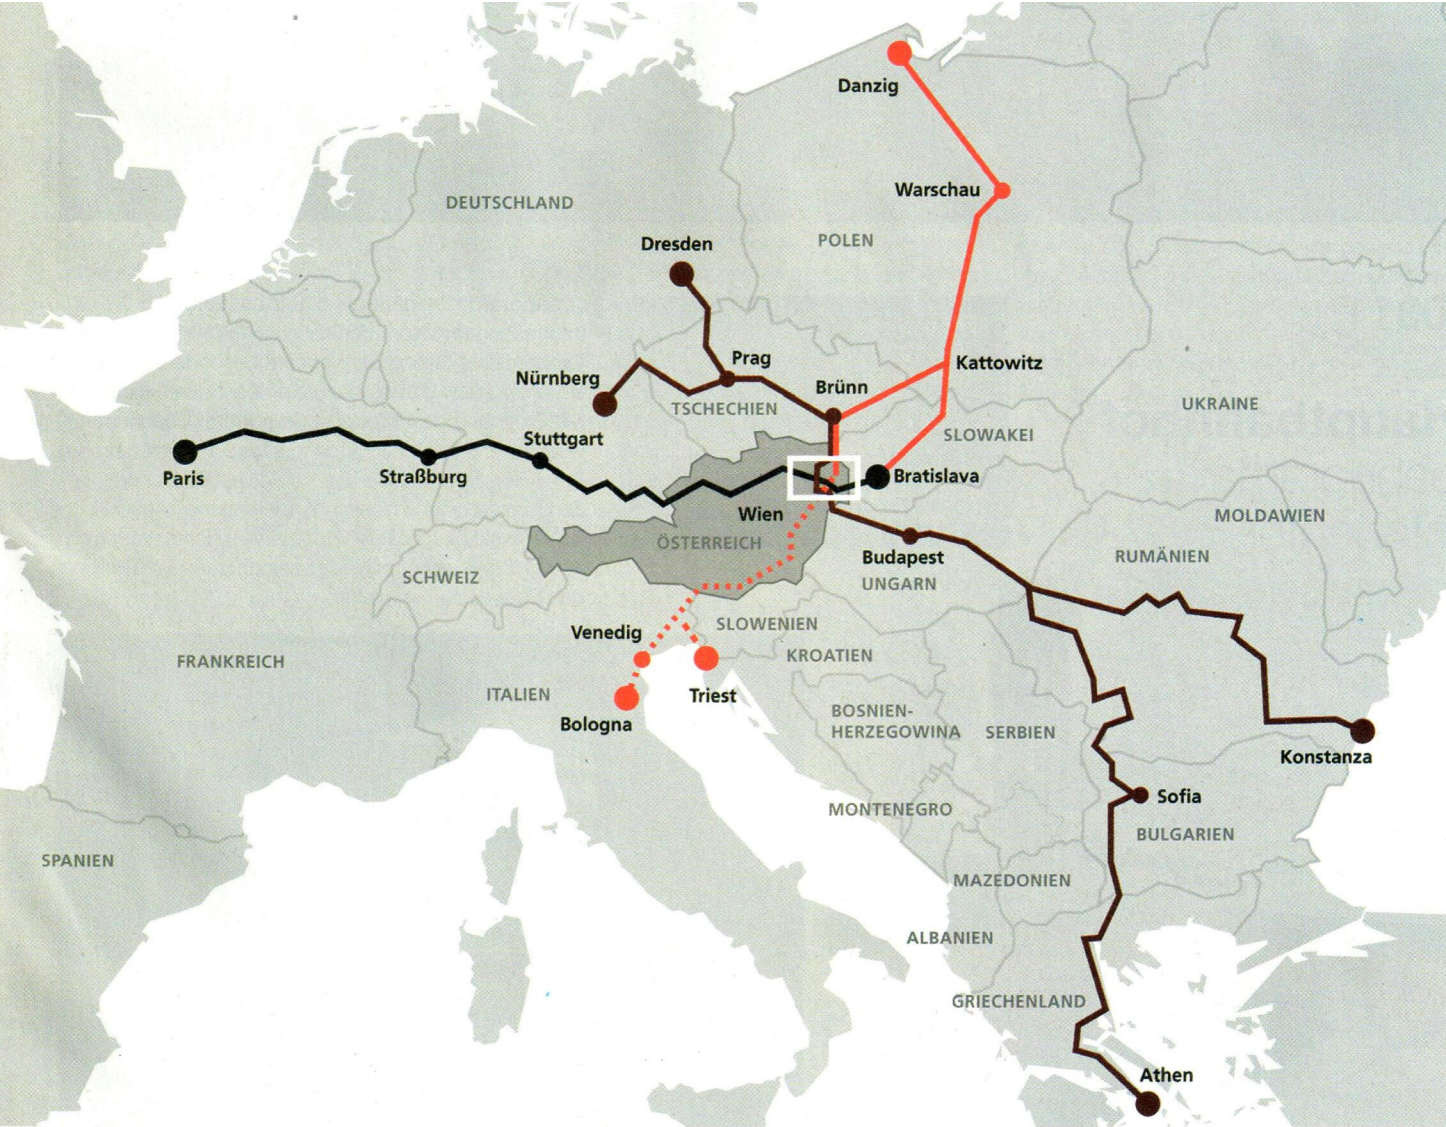 Danzig
Warschau
DEUTSCHLAND
POLEN
Dresden
Prag
Kattowitz
Nürnberg
Brünn
TSCHECHIEN
UKRAINE
Stuttgart
SLOWAKEI
Paris
Straßburg
Bratislava
Wien
MOLDAWIEN
ÖSTERREICH
Budapest
RUMÄNIEN
SCHWEIZ
UNGARN
Venedig
SLOWENIEN
FRANKREICH
KROATIEN
ITALIEN
Triest
Bologna
BOSNIEN-
HERZEGOWINA
SERBIEN
Konstanza
Sofia
MONTENEGRO
BULGARIEN
SPANIEN
MAZEDONIEN
ALBANIEN
GRIECHENLAND
Athen